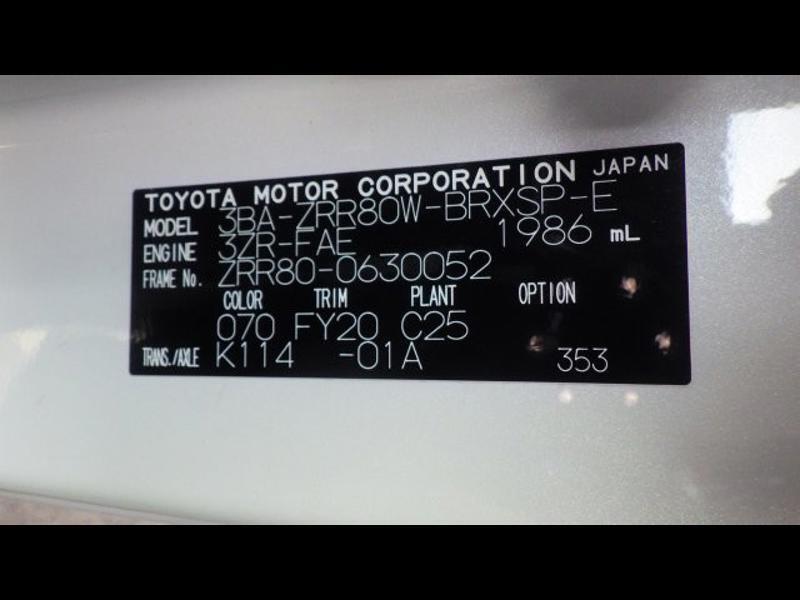 TOYOTA MOTOR CORPORATION JAPAN
MODEL 3BA-ZRR80W-BRXSP-E
ENGINE 3ZR-FAE 1986 mL
FRAME No. ZRR80-0630052
COLOR TRIM PLANT OPTION
070 FY20 C25
TRANS./AXLE K114 -01A 353